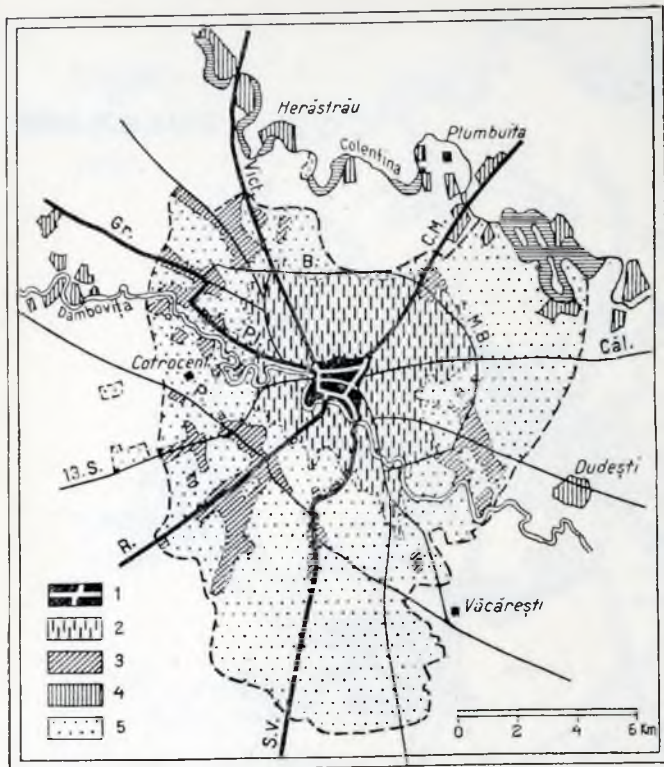 Herăstrău
Plumbuita
Colentina
Vict.
C.M.
Gr.
B.
M.B.
Dâmbovița
P.
Căl.
Cotroceni
P.
13.S.
Dudești
R.
Văcărești
S.V.
1
2
3
4
5
0 2 4 6 Km